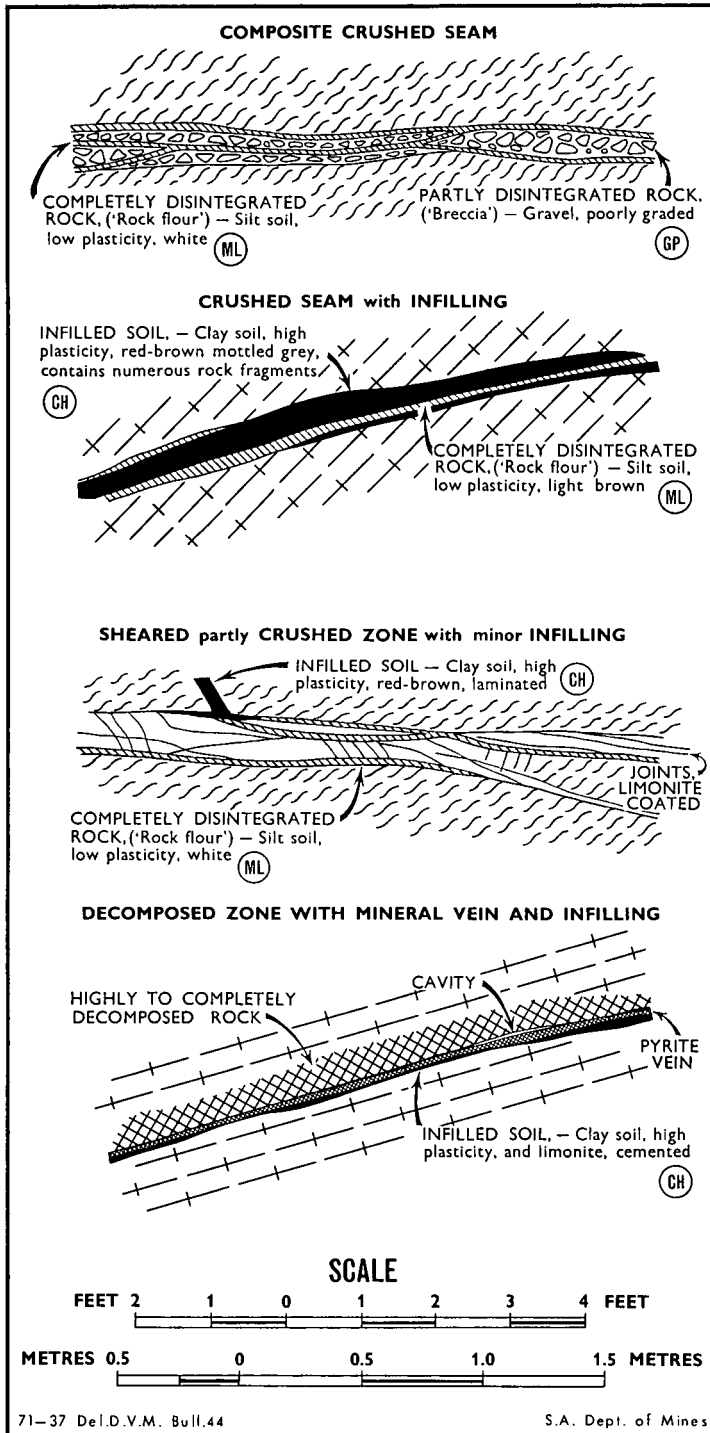 COMPOSITE CRUSHED SEAM
COMPLETELY DISINTEGRATED
ROCK, ('Rock flour') — Silt soil,
low plasticity, white
ML
PARTLY DISINTEGRATED ROCK,
('Breccia') — Gravel, poorly graded
GP
CRUSHED SEAM with INFILLING
INFILLED SOIL, — Clay soil, high
plasticity, red-brown mottled grey,
contains numerous rock fragments
CH
COMPLETELY DISINTEGRATED
ROCK, ('Rock flour') — Silt soil,
low plasticity, light brown
ML
SHEARED partly CRUSHED ZONE with minor INFILLING
INFILLED SOIL — Clay soil, high
plasticity, red-brown, laminated
CH
JOINTS,
LIMONITE
COATED
COMPLETELY DISINTEGRATED
ROCK, ('Rock flour') — Silt soil,
low plasticity, white
ML
DECOMPOSED ZONE WITH MINERAL VEIN AND INFILLING
CAVITY
HIGHLY TO COMPLETELY
DECOMPOSED ROCK
PYRITE
VEIN
INFILLED SOIL, — Clay soil, high
plasticity, and limonite, cemented
CH
SCALE
FEET 2 1 0 1 2 3 4 FEET
METRES 0.5 0 0.5 1.0 1.5 METRES
71—37 Del.D.V.M. Bull.44
S.A. Dept. of Mines